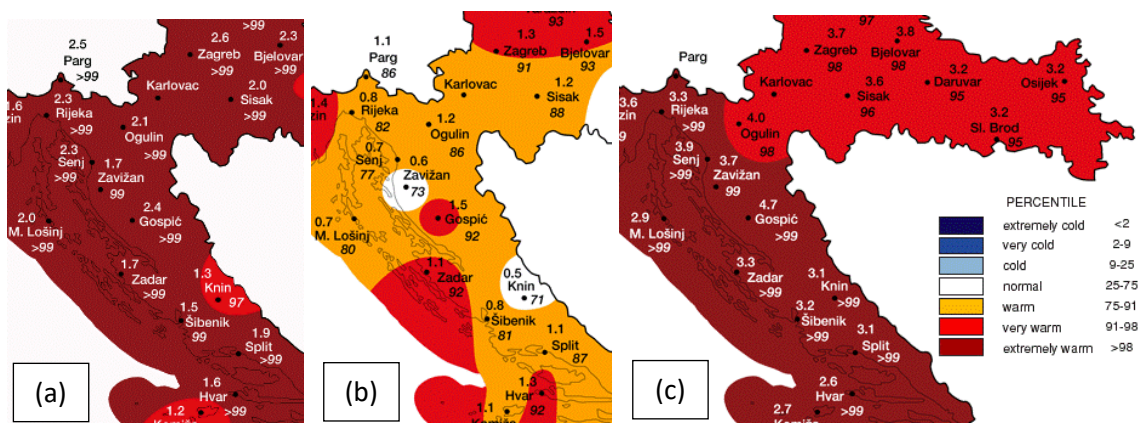 2.5
Parg
>99
2.6
Zagreb
>99
2.3
Bjelovar
>99
1.6
zin
2.3
Rijeka
>99
Karlovac
2.0
Sisak
>99
2.1
Ogulin
>99
2.3
Senj
>99
1.7
Zavižan
99
2.0
M. Lošinj
>99
2.4
Gospić
>99
1.7
Zadar
>99
1.3
Knin
97
1.5
Šibenik
99
1.9
Split
>99
1.6
Hvar
>99
1.2
(a)
93
1.1
Parg
86
1.3
Zagreb
91
1.5
Bjelovar
93
1.4
zin
0.8
Rijeka
82
Karlovac
1.2
Sisak
88
1.2
Ogulin
86
0.7
Senj
77
0.6
Zavižan
73
0.7
M. Lošinj
80
1.5
Gospić
92
1.1
Zadar
92
0.5
Knin
71
0.8
Šibenik
81
1.1
Split
87
1.3
Hvar
92
1.1
(b)
97
Parg
3.7
Zagreb
98
3.8
Bjelovar
98
3.6
zin
9
3.3
Rijeka
>99
Karlovac
3.6
Sisak
96
3.2
Daruvar
95
3.2
Osijek
95
4.0
Ogulin
98
3.2
Sl. Brod
95
3.9
Senj
>99
3.7
Zavižan
99
2.9
M. Lošinj
>99
4.7
Gospić
>99
3.3
Zadar
>99
3.1
Knin
>99
3.2
Šibenik
>99
3.1
Split
>99
2.6
Hvar
>99
2.7
(c)
PERCENTILE
extremely cold <2
very cold 2-9
cold 9-25
normal 25-75
warm 75-91
very warm 91-98
extremely warm >98